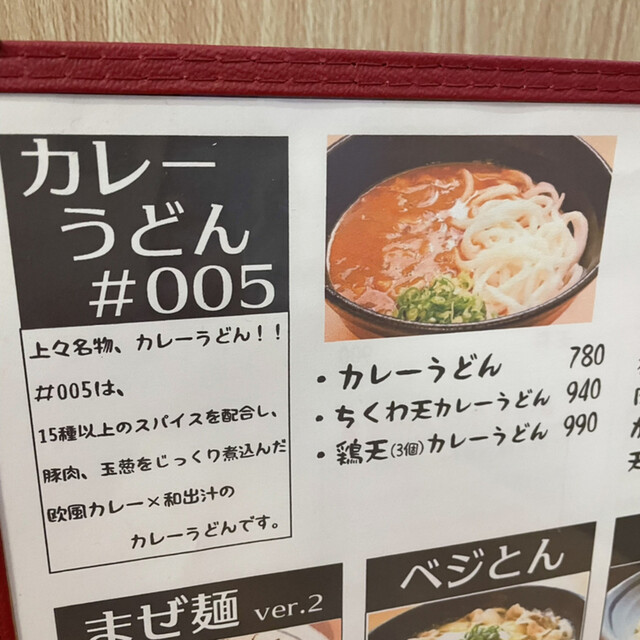 カレー
うどん
#005
上々名物、カレーうどん！！
#005は、
15種以上のスパイスを配合し、
豚肉、玉葱をじっくり煮込んだ
欧風カレー×和出汁の
カレーうどんです。
・カレーうどん 780
・ちくわ天カレーうどん 940
・鶏天(3個)カレーうどん 990
まぜ麺 ver.2
ベジとん